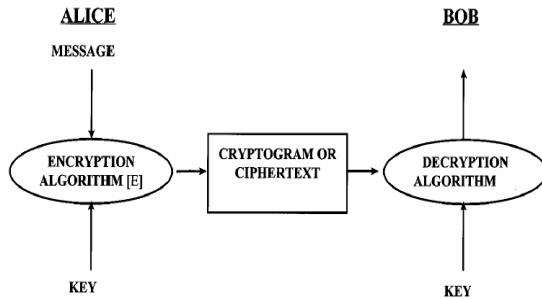 ALICE
BOB
MESSAGE
ENCRYPTION
ALGORITHM [E]
CRYPTOGRAM OR
CIPHERTEXT
DECRYPTION
ALGORITHM
KEY
KEY